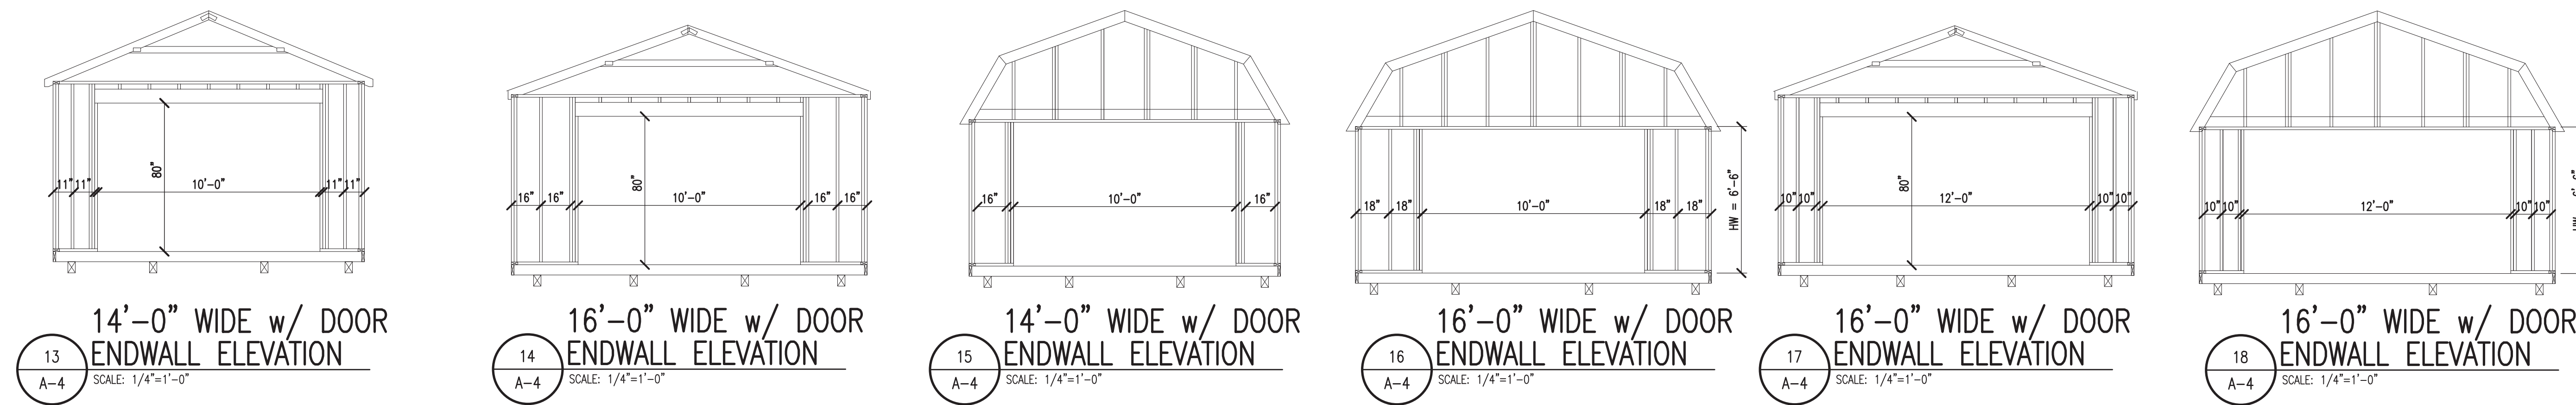 80"
11" 11" 10'-0" 11" 11"
14'-0" WIDE w/ DOOR
13 ENDWALL ELEVATION
A-4 SCALE: 1/4"=1'-0"
80"
16" 16" 10'-0" 16" 16"
16'-0" WIDE w/ DOOR
14 ENDWALL ELEVATION
A-4 SCALE: 1/4"=1'-0"
16" 10'-0" 16"
14'-0" WIDE w/ DOOR
15 ENDWALL ELEVATION
A-4 SCALE: 1/4"=1'-0"
18" 18" 10'-0" 18" 18"
HW = 6'-6"
16'-0" WIDE w/ DOOR
16 ENDWALL ELEVATION
A-4 SCALE: 1/4"=1'-0"
80"
10" 10" 12'-0" 10" 10"
16'-0" WIDE w/ DOOR
17 ENDWALL ELEVATION
A-4 SCALE: 1/4"=1'-0"
10" 10" 12'-0" 10" 10"
16'-0" WIDE w/ DOOR
18 ENDWALL ELEVATION
A-4 SCALE: 1/4"=1'-0"